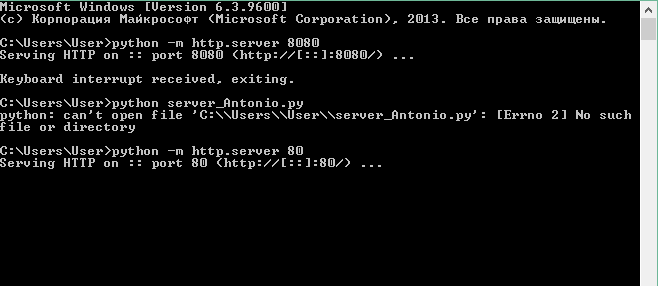 Microsoft Windows [Version 6.3.9600]
(c) Корпорация Майкрософт (Microsoft Corporation), 2013. Все права защищены.
C:\Users\User>python -m http.server 8080
Serving HTTP on :: port 8080 (http://[::]:8080/) ...
Keyboard interrupt received, exiting.
C:\Users\User>python server_Antonio.py
python: can't open file 'C:\\Users\\User\\server_Antonio.py': [Errno 2] No such
file or directory
C:\Users\User>python -m http.server 80
Serving HTTP on :: port 80 (http://[::]:80/) ...